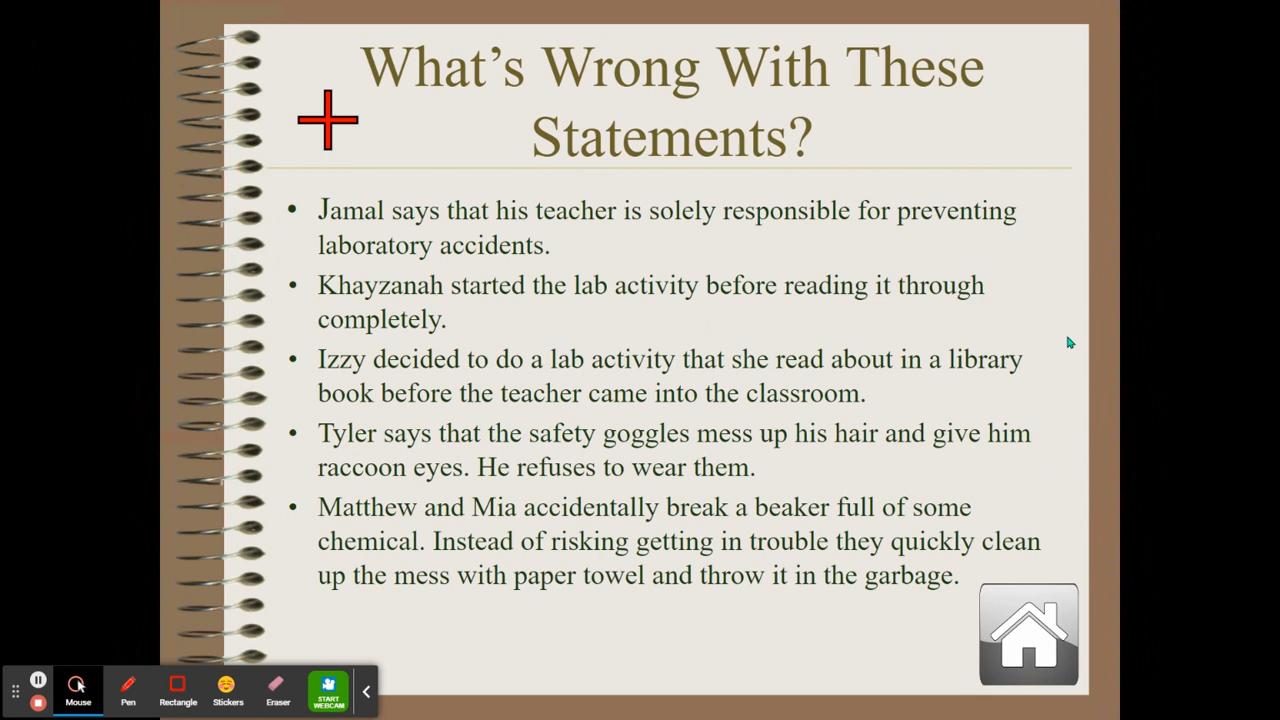 What's Wrong With These
Statements?
• Jamal says that his teacher is solely responsible for preventing
laboratory accidents.
• Khayzanah started the lab activity before reading it through
completely.
• Izzy decided to do a lab activity that she read about in a library
book before the teacher came into the classroom.
• Tyler says that the safety goggles mess up his hair and give him
raccoon eyes. He refuses to wear them.
• Matthew and Mia accidentally break a beaker full of some
chemical. Instead of risking getting in trouble they quickly clean
up the mess with paper towel and throw it in the garbage.
Mouse Pen Rectangle Stickers Eraser START
WEBCAM